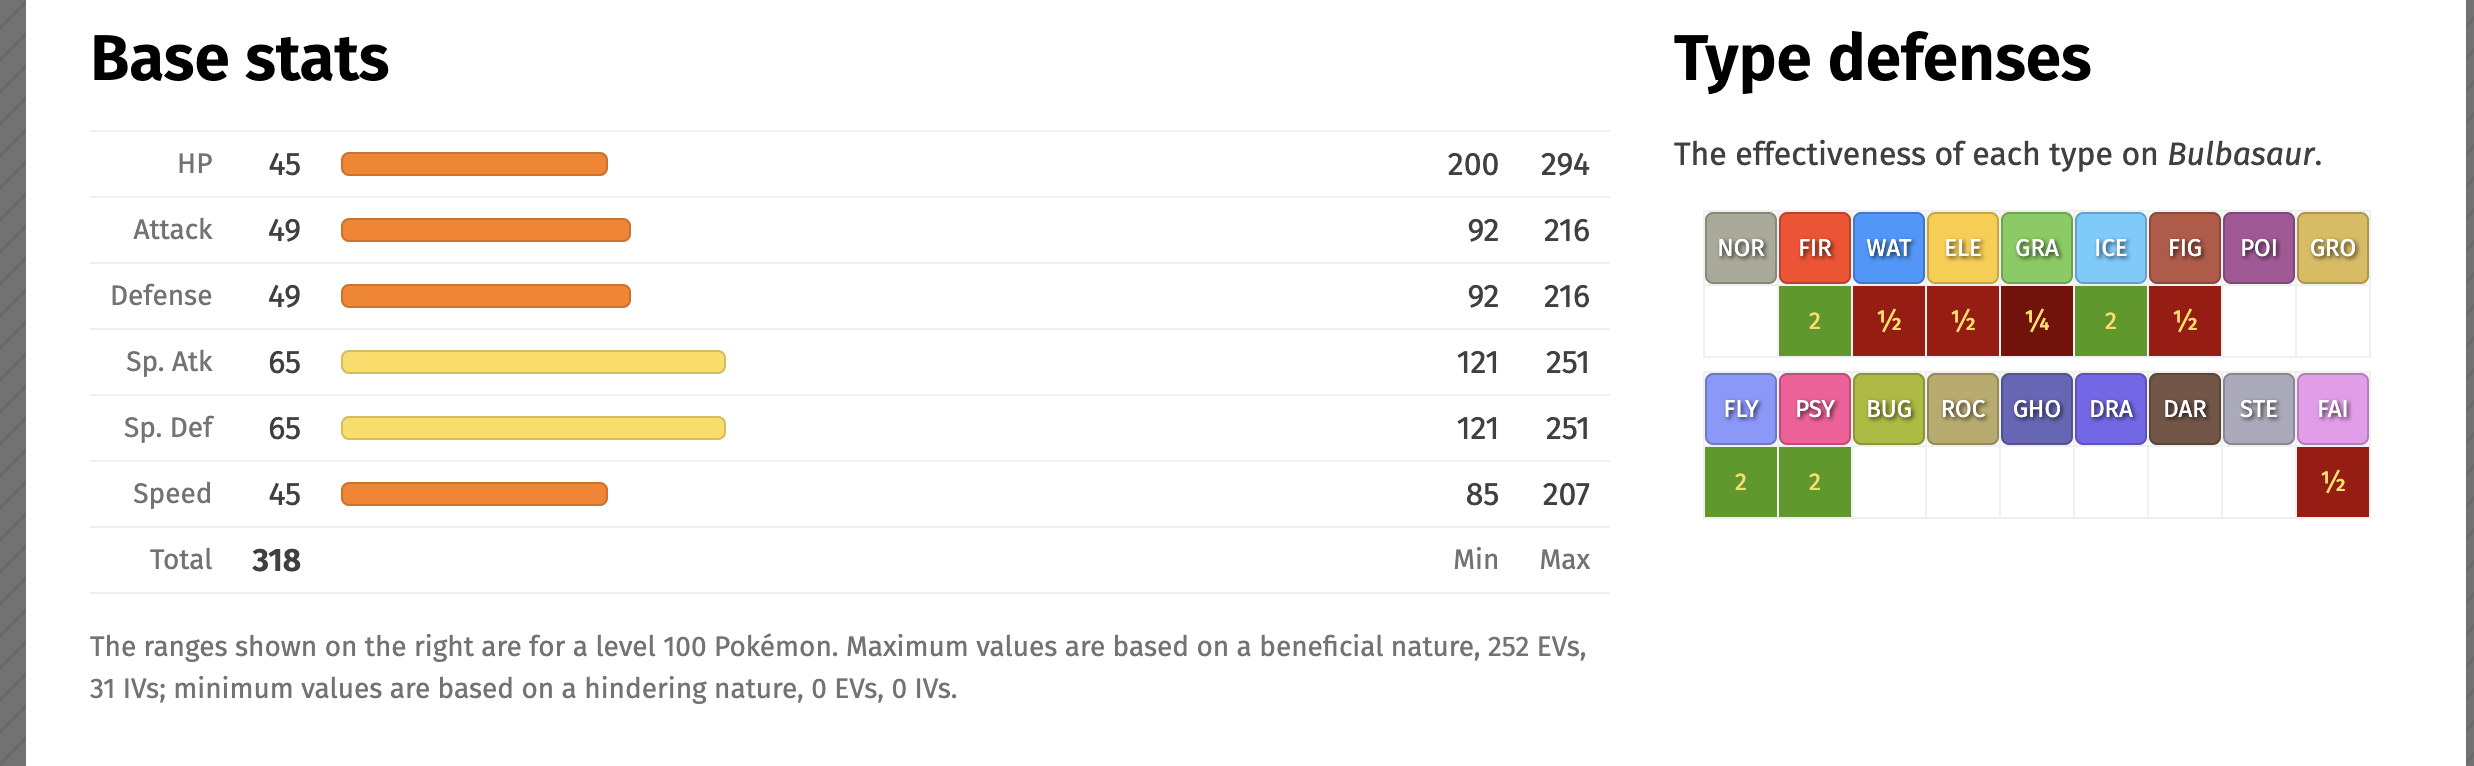 Base stats
HP 45 200 294
Attack 49 92 216
Defense 49 92 216
Sp. Atk 65 121 251
Sp. Def 65 121 251
Speed 45 85 207
Total 318 Min Max
The ranges shown on the right are for a level 100 Pokémon. Maximum values are based on a beneficial nature, 252 EVs,
31 IVs; minimum values are based on a hindering nature, 0 EVs, 0 IVs.
Type defenses
The effectiveness of each type on Bulbasaur.
NOR FIR WAT ELE GRA ICE FIG POI GRO
2 ½ ½ ¼ 2 ½
FLY PSY BUG ROC GHO DRA DAR STE FAI
2 2 ½